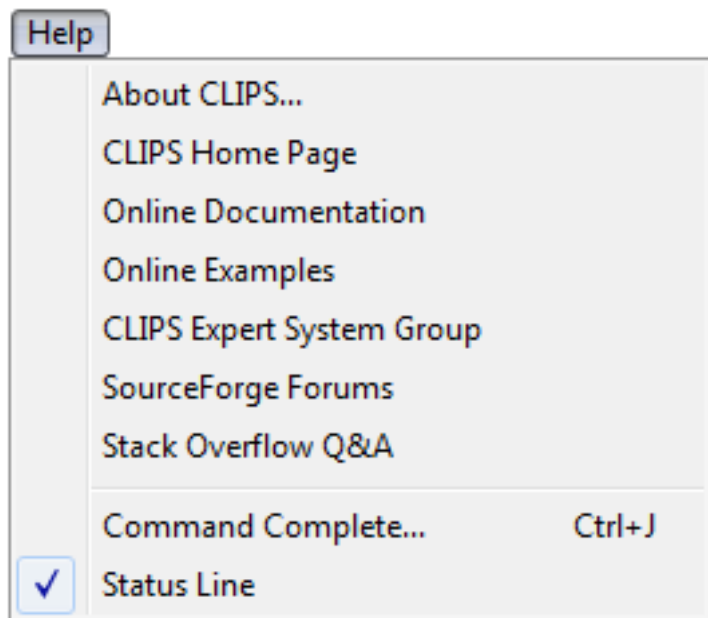 Help
About CLIPS...
CLIPS Home Page
Online Documentation
Online Examples
CLIPS Expert System Group
SourceForge Forums
Stack Overflow Q&A
Command Complete... Ctrl+J
Status Line